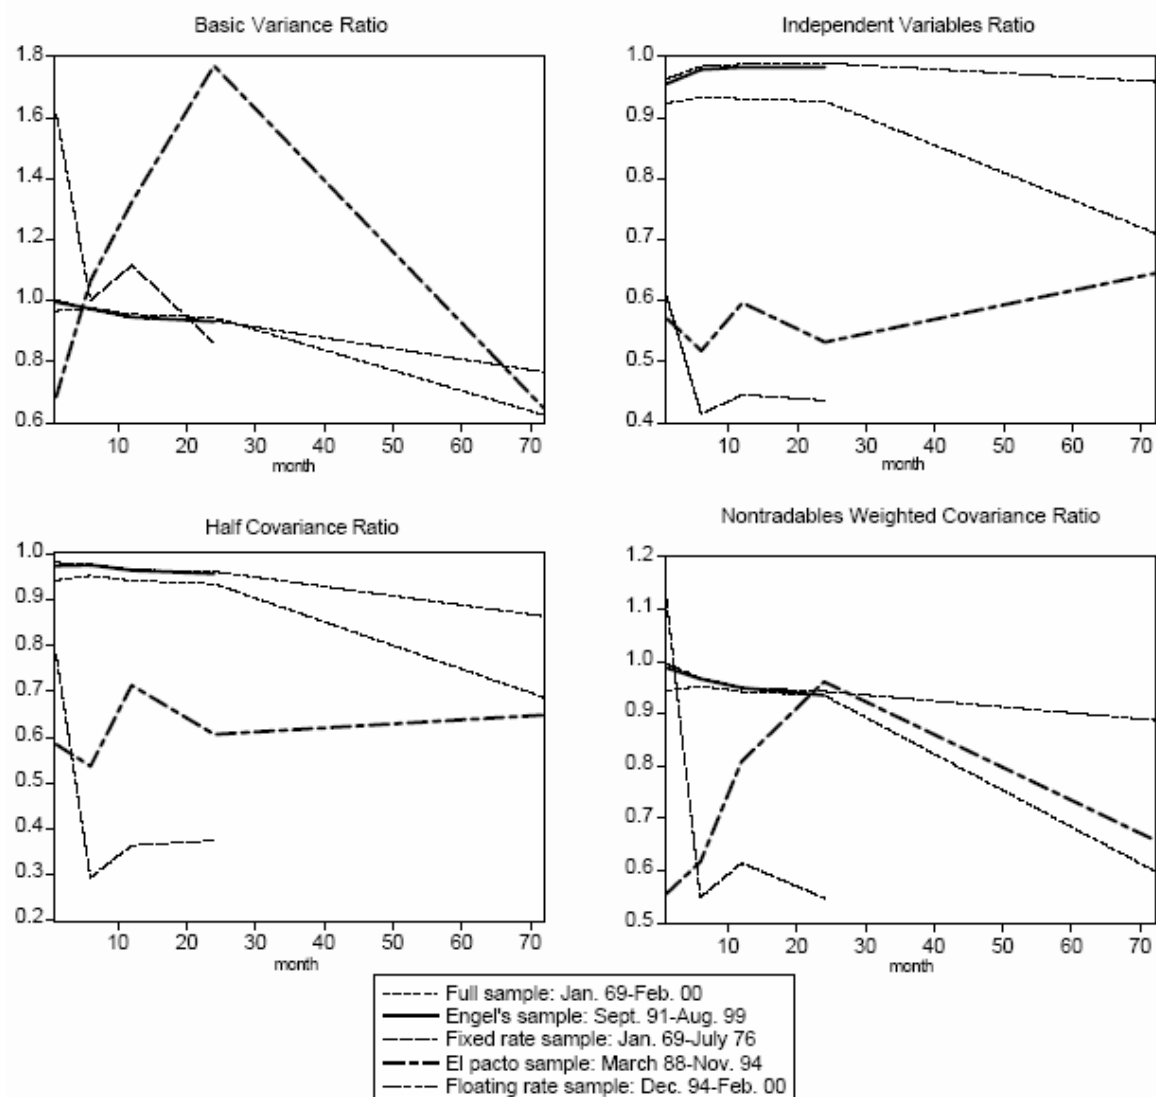 Basic Variance Ratio
1.8
1.6
1.4
1.2
1.0
0.8
0.6
10 20 30 40 50 60 70
month
Independent Variables Ratio
1.0
0.9
0.8
0.7
0.6
0.5
0.4
10 20 30 40 50 60 70
month
Half Covariance Ratio
1.0
0.9
0.8
0.7
0.6
0.5
0.4
0.3
0.2
10 20 30 40 50 60 70
month
Nontradables Weighted Covariance Ratio
1.2
1.1
1.0
0.9
0.8
0.7
0.6
0.5
10 20 30 40 50 60 70
month
Full sample: Jan. 69-Feb. 00
Engel's sample: Sept. 91-Aug. 99
Fixed rate sample: Jan. 69-July 76
El pacto sample: March 88-Nov. 94
Floating rate sample: Dec. 94-Feb. 00